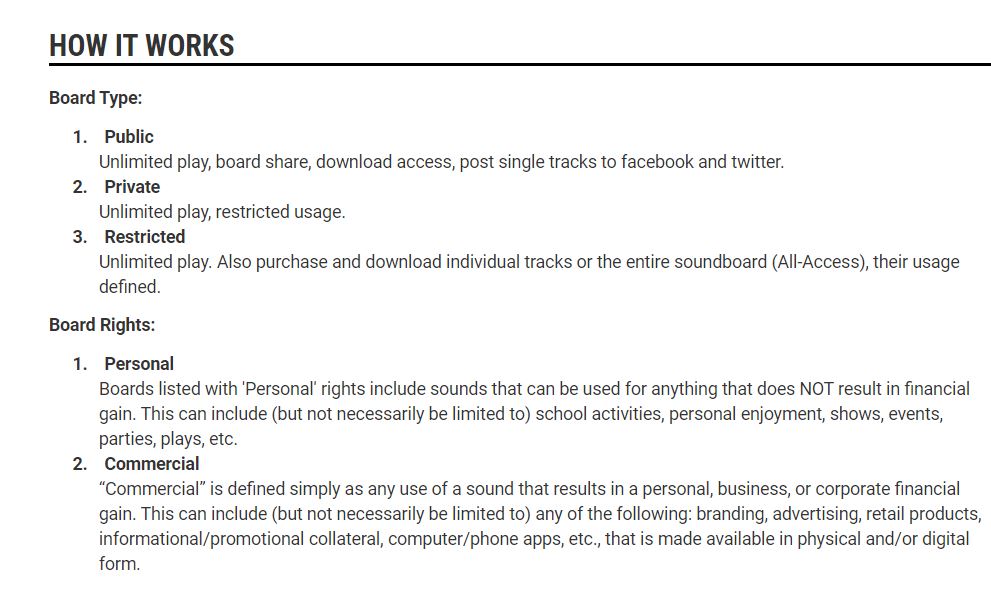 HOW IT WORKS
Board Type:
1. Public
Unlimited play, board share, download access, post single tracks to facebook and twitter.
2. Private
Unlimited play, restricted usage.
3. Restricted
Unlimited play. Also purchase and download individual tracks or the entire soundboard (All-Access), their usage
defined.
Board Rights:
1. Personal
Boards listed with 'Personal' rights include sounds that can be used for anything that does NOT result in financial
gain. This can include (but not necessarily be limited to) school activities, personal enjoyment, shows, events,
parties, plays, etc.
2. Commercial
“Commercial” is defined simply as any use of a sound that results in a personal, business, or corporate financial
gain. This can include (but not necessarily be limited to) any of the following: branding, advertising, retail products,
informational/promotional collateral, computer/phone apps, etc., that is made available in physical and/or digital
form.